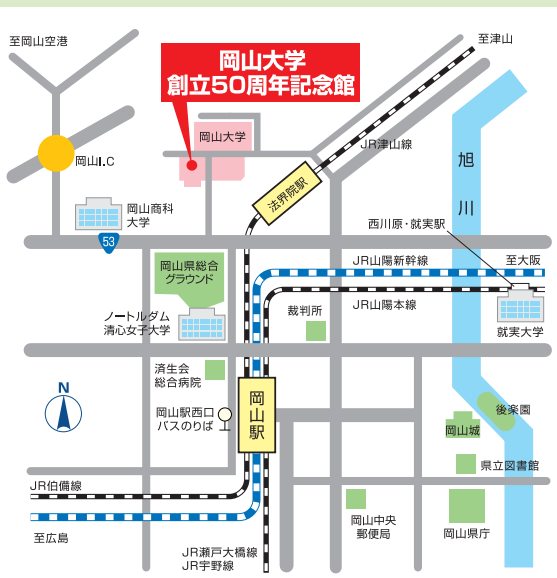 至岡山空港
岡山大学
創立50周年記念館
至津山
岡山大学
JR津山線
岡山I.C
法界院駅
旭川
岡山商科
大学
53
西川原・就実駅
岡山県総合
グラウンド
JR山陽新幹線
至大阪
JR山陽本線
ノートルダム
清心女子大学
裁判所
就実大学
済生会
総合病院
N
岡山駅
岡山駅西口
バスのりば
後楽園
岡山城
県立図書館
JR伯備線
岡山中央
郵便局
岡山県庁
至広島
JR瀬戸大橋線
JR宇野線